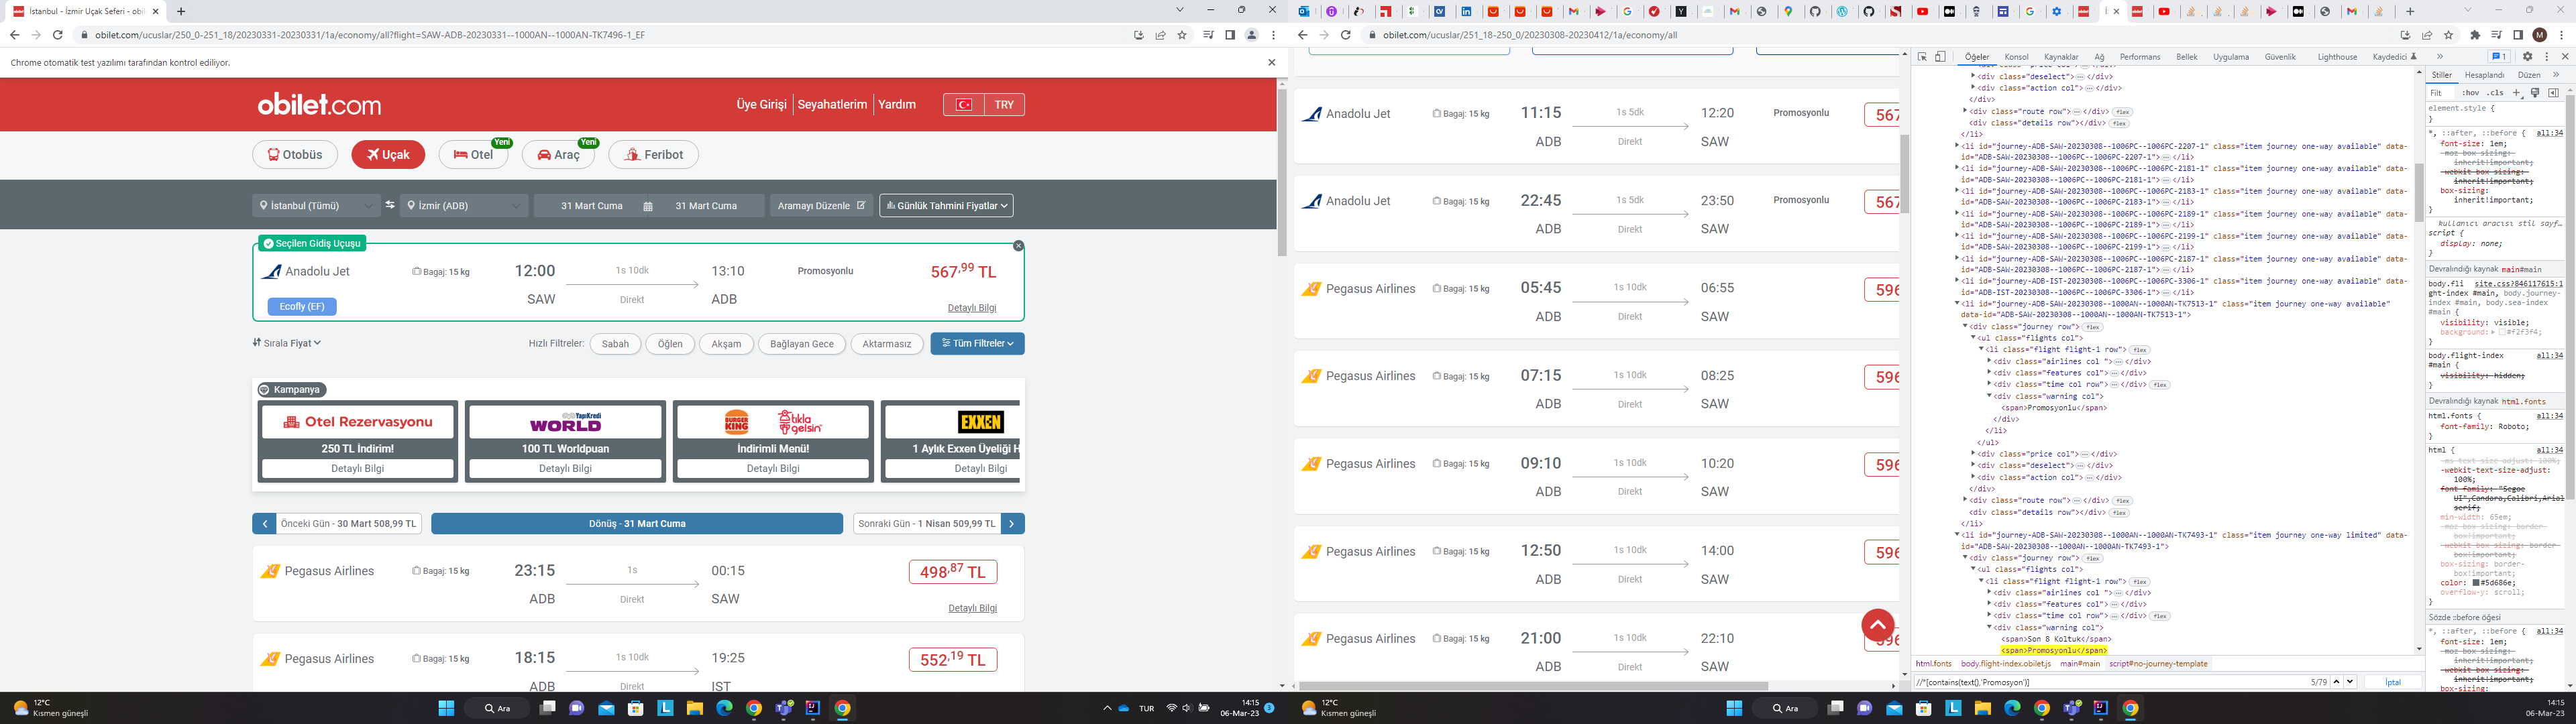 İstanbul - İzmir Uçak Seferi - obil
obilet.com/ucuslar/250_0-251_18/20230331-20230331/1a/economy/all?flight=SAW-ADB-20230331--1000AN--1000AN-TK7496-1_EF
Chrome otomatik test yazılımı tarafından kontrol ediliyor.
obilet.com
Üye Girişi Seyahatlerim Yardım TRY
Otobüs Uçak Otel Yeni Araç Yeni Feribot
İstanbul (Tümü) İzmir (ADB) 31 Mart Cuma 31 Mart Cuma Aramayı Düzenle Günlük Tahmini Fiyatlar
Seçilen Gidiş Uçuşu
Anadolu Jet Bagaj: 15 kg 12:00 1s 10dk 13:10 Promosyonlu 567,99 TL
SAW Direkt ADB
Ecofly (EF) Detaylı Bilgi
Sırala Fiyat Hızlı Filtreler: Sabah Öğlen Akşam Bağlayan Gece Aktarmasız Tüm Filtreler
Kampanya
Otel Rezervasyonu YapıKredi WORLD BURGER KING tıkla gelsin EXXEN
250 TL İndirim! 100 TL Worldpuan İndirimli Menü! 1 Aylık Exxen Üyeliği H
Detaylı Bilgi Detaylı Bilgi Detaylı Bilgi Detaylı Bilgi
Önceki Gün - 30 Mart 508,99 TL Dönüş - 31 Mart Cuma Sonraki Gün - 1 Nisan 509,99 TL
Pegasus Airlines Bagaj: 15 kg 23:15 1s 00:15 498,87 TL
ADB Direkt SAW Detaylı Bilgi
Pegasus Airlines Bagaj: 15 kg 18:15 1s 10dk 19:25 552,19 TL
ADB Direkt IST
12°C
Kısmen güneşli
Ara
TUR
14:15
06-Mar-23
3
obilet.com/ucuslar/251_18-250_0/20230308-20230412/1a/economy/all
Anadolu Jet Bagaj: 15 kg 11:15 1s 5dk 12:20 Promosyonlu 567
ADB Direkt SAW
Anadolu Jet Bagaj: 15 kg 22:45 1s 5dk 23:50 Promosyonlu 567
ADB Direkt SAW
Pegasus Airlines Bagaj: 15 kg 05:45 1s 10dk 06:55 596
ADB Direkt SAW
Pegasus Airlines Bagaj: 15 kg 07:15 1s 10dk 08:25 596
ADB Direkt SAW
Pegasus Airlines Bagaj: 15 kg 09:10 1s 10dk 10:20 596
ADB Direkt SAW
Pegasus Airlines Bagaj: 15 kg 12:50 1s 10dk 14:00 596
ADB Direkt SAW
Pegasus Airlines Bagaj: 15 kg 21:00 1s 10dk 22:10 596
ADB Direkt SAW
Öğeler Konsol Kaynaklar Ağ Performans Bellek Uygulama Güvenlik Lighthouse Kaydedici 1
<div class="deselect">…</div>
<div class="action col">…</div>
</div>
<div class="route row">…</div> flex
<div class="details row"></div> flex
</li>
<li id="journey-ADB-SAW-20230308--1006PC--1006PC-2207-1" class="item journey one-way available" data-
id="ADB-SAW-20230308--1006PC--1006PC-2207-1">…</li>
<li id="journey-ADB-SAW-20230308--1006PC--1006PC-2181-1" class="item journey one-way available" data-
id="ADB-SAW-20230308--1006PC--1006PC-2181-1">…</li>
<li id="journey-ADB-SAW-20230308--1006PC--1006PC-2183-1" class="item journey one-way available" data-
id="ADB-SAW-20230308--1006PC--1006PC-2183-1">…</li>
<li id="journey-ADB-SAW-20230308--1006PC--1006PC-2189-1" class="item journey one-way available" data-
id="ADB-SAW-20230308--1006PC--1006PC-2189-1">…</li>
<li id="journey-ADB-SAW-20230308--1006PC--1006PC-2199-1" class="item journey one-way available" data-
id="ADB-SAW-20230308--1006PC--1006PC-2199-1">…</li>
<li id="journey-ADB-SAW-20230308--1006PC--1006PC-2187-1" class="item journey one-way available" data-
id="ADB-SAW-20230308--1006PC--1006PC-2187-1">…</li>
<li id="journey-ADB-IST-20230308--1006PC--1006PC-3306-1" class="item journey one-way available" data-
id="ADB-IST-20230308--1006PC--1006PC-3306-1">…</li>
<li id="journey-ADB-SAW-20230308--1000AN--1000AN-TK7513-1" class="item journey one-way available"
data-id="ADB-SAW-20230308--1000AN--1000AN-TK7513-1">
<div class="journey row"> flex
<ul class="flights col">
<li class="flight flight-1 row"> flex
<div class="airlines col ">…</div>
<div class="features col">…</div>
<div class="time col row">…</div> flex
<div class="warning col">
<span>Promosyonlu</span>
</div>
</li>
</ul>
<div class="price col">…</div>
<div class="deselect">…</div>
<div class="action col">…</div>
</div>
<div class="route row">…</div> flex
<div class="details row"></div> flex
</li>
<li id="journey-ADB-SAW-20230308--1000AN--1000AN-TK7493-1" class="item journey one-way limited" data-
id="ADB-SAW-20230308--1000AN--1000AN-TK7493-1">
<div class="journey row"> flex
<ul class="flights col">
<li class="flight flight-1 row"> flex
<div class="airlines col ">…</div>
<div class="features col">…</div>
<div class="time col row">…</div> flex
<div class="warning col">
<span>Son 8 Koltuk</span>
<span>Promosyonlu</span>
html.fonts body.flight-index.obilet.js main#main script#no-journey-template
//*[contains(text(),'Promosyon')] 5/79 İptal
Stiller Hesaplandı Düzen
Filt :hov .cls
element.style {
}
*, ::after, ::before { all:34
font-size: 1em;
-moz-box-sizing:
inherit!important;
-webkit-box-sizing:
inherit!important;
box-sizing:
inherit!important;
}
kullanıcı aracısı stil sayf…
script {
display: none;
}
Devralındığı kaynak main#main
body.fli site.css?846117615:1
ght-index #main, body.journey-
index #main, body.sea-index
#main {
visibility: visible;
background: #f2f3f4;
}
body.flight-index all:34
#main {
visibility: hidden;
}
Devralındığı kaynak html.fonts
html.fonts { all:34
font-family: Roboto;
}
html { all:34
-ms-text-size-adjust: 100%;
-webkit-text-size-adjust:
100%;
font-family: "Segoe
UI",Candara,Calibri,Arial
serif;
min-width: 65em;
-moz-box-sizing: border-
box!important;
-webkit-box-sizing: border-
box!important;
box-sizing: border-
box!important;
color: #5d686e;
overflow-y: scroll;
}
Sözde ::before öğesi
*, ::after, ::before { all:34
font-size: 1em;
-moz-box-sizing:
inherit!important;
-webkit-box-sizing:
inherit!important;
box-sizing:
12°C
Kısmen güneşli
Ara
14:15
06-Mar-23